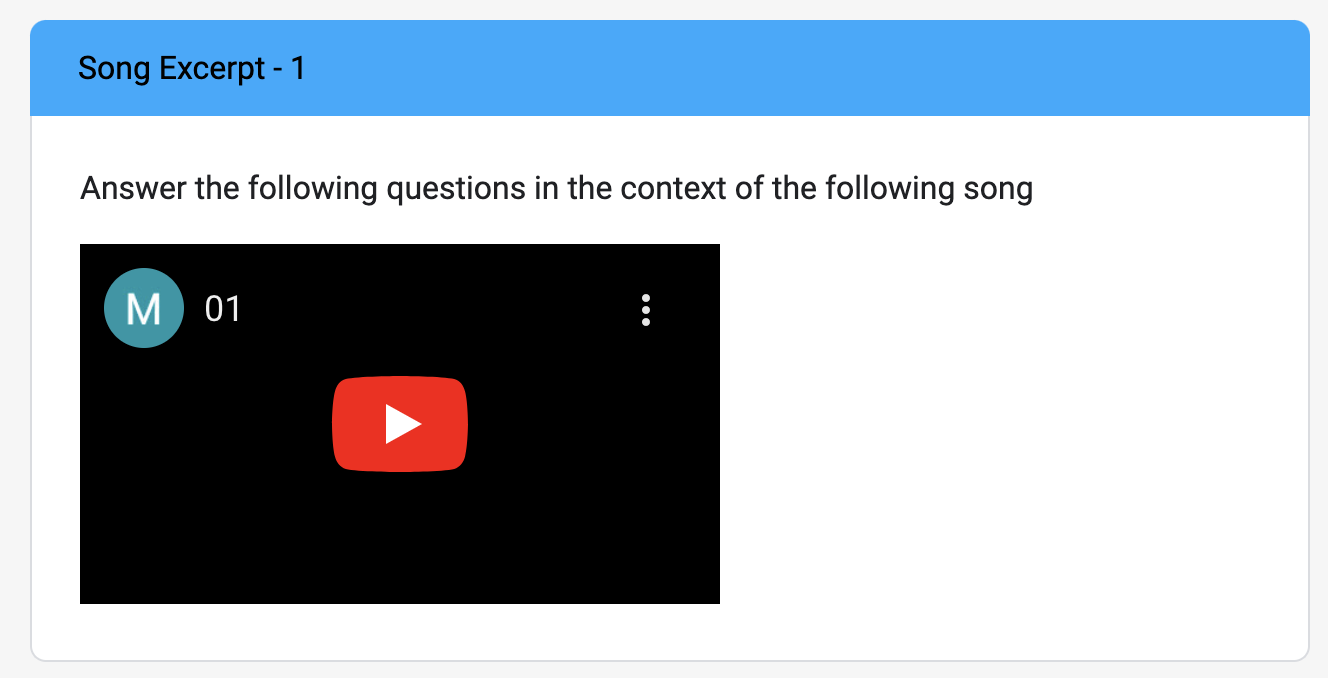 Song Excerpt - 1
Answer the following questions in the context of the following song
M 01